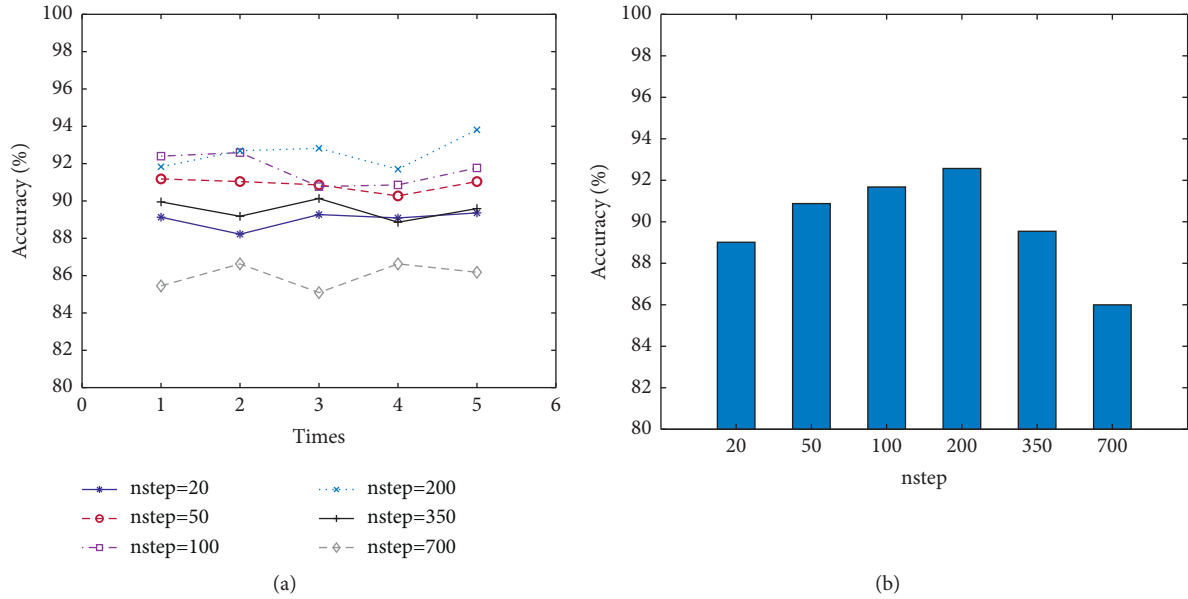 100
98
96
94
92
90
88
86
84
82
80
Accuracy (%)
0 1 2 3 4 5 6
Times
nstep=20
nstep=50
nstep=100
nstep=200
nstep=350
nstep=700
(a)
100
98
96
94
92
90
88
86
84
82
80
Accuracy (%)
20 50 100 200 350 700
nstep
(b)